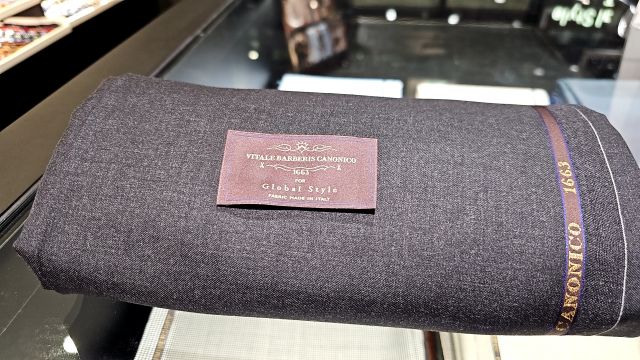 VITALE BARBERIS CANONICO
1663
FOR
Global Style
FABRIC MADE IN ITALY
CANONICO 1663